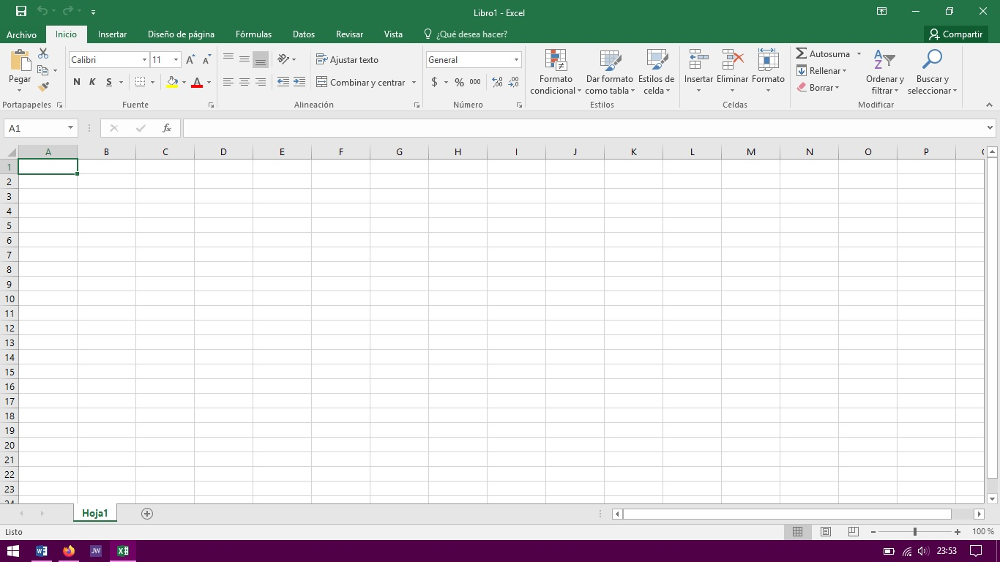 Libro1 - Excel
Archivo Inicio Insertar Diseño de página Fórmulas Datos Revisar Vista ¿Qué desea hacer? Compartir
Pegar
Portapapeles
Calibri 11
N K S
Fuente
Ajustar texto
Combinar y centrar
Alineación
General
$ % 000
Número
Formato condicional
Dar formato como tabla
Estilos de celda
Estilos
Insertar Eliminar Formato
Celdas
Autosuma
Rellenar
Borrar
Ordenar y filtrar
Buscar y seleccionar
Modificar
A1 fx
A B C D E F G H I J K L M N O P
1
2
3
4
5
6
7
8
9
10
11
12
13
14
15
16
17
18
19
20
21
22
23
Hoja1
Listo 100 %
JW 23:53